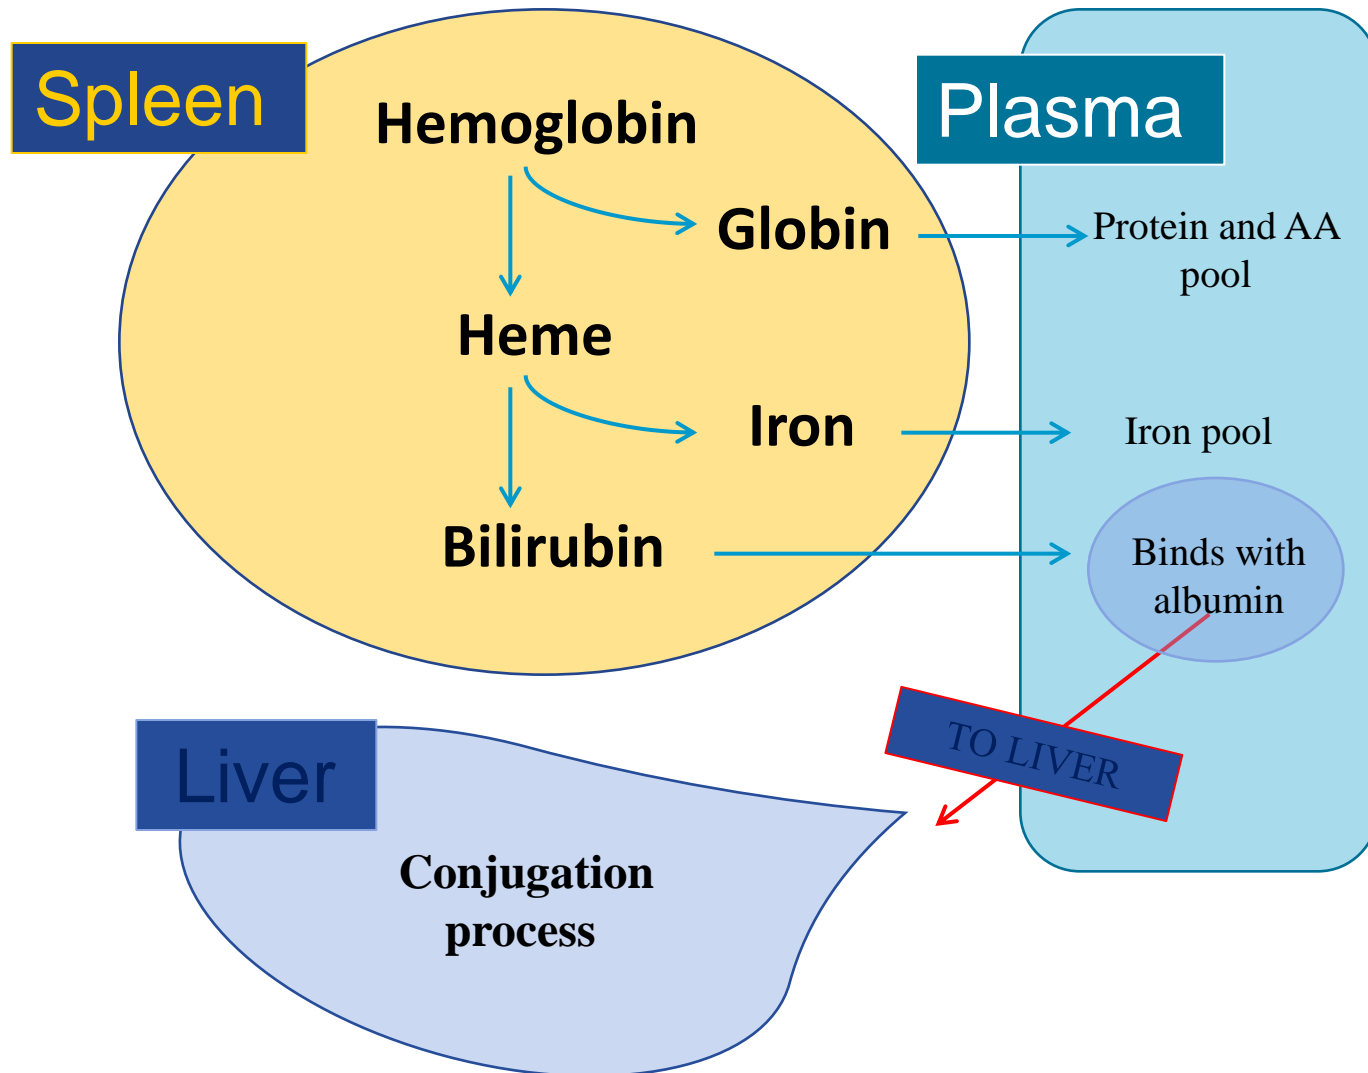 Spleen
Hemoglobin
Plasma
Globin
Protein and AA
pool
Heme
Iron
Iron pool
Bilirubin
Binds with
albumin
TO LIVER
Liver
Conjugation
process